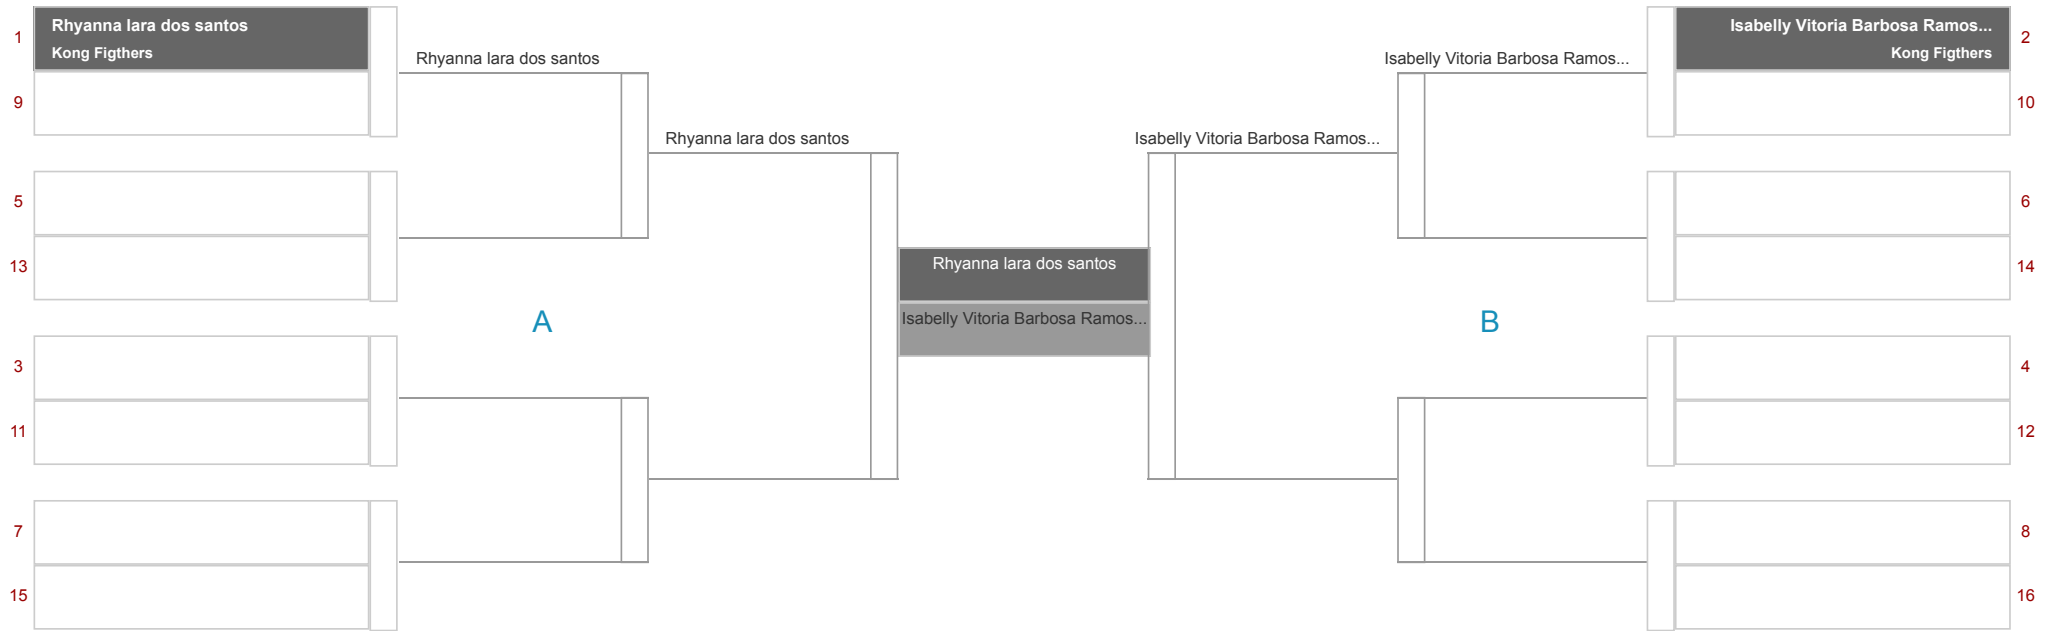 1
Rhyanna lara dos santos
Kong Figthers
9
5
13
3
11
7
15
Rhyanna lara dos santos
Rhyanna lara dos santos
A
Rhyanna lara dos santos
Isabelly Vitoria Barbosa Ramos...
B
Isabelly Vitoria Barbosa Ramos...
Isabelly Vitoria Barbosa Ramos...
Isabelly Vitoria Barbosa Ramos...
Kong Figthers
2
10
6
14
4
12
8
16